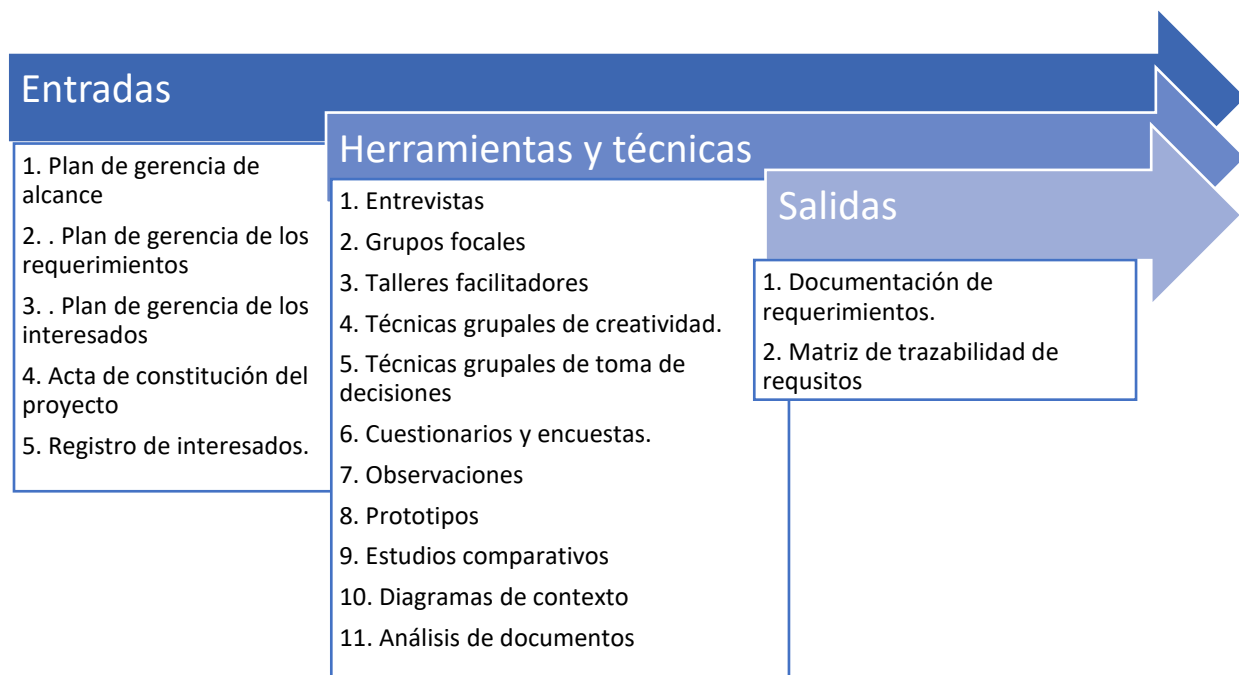 Entradas
1. Plan de gerencia de
alcance
2. . Plan de gerencia de los
requerimientos
3. . Plan de gerencia de los
interesados
4. Acta de constitución del
proyecto
5. Registro de interesados.
Herramientas y técnicas
1. Entrevistas
2. Grupos focales
3. Talleres facilitadores
4. Técnicas grupales de creatividad.
5. Técnicas grupales de toma de
decisiones
6. Cuestionarios y encuestas.
7. Observaciones
8. Prototipos
9. Estudios comparativos
10. Diagramas de contexto
11. Análisis de documentos
Salidas
1. Documentación de
requerimientos.
2. Matriz de trazabilidad de
requsitos